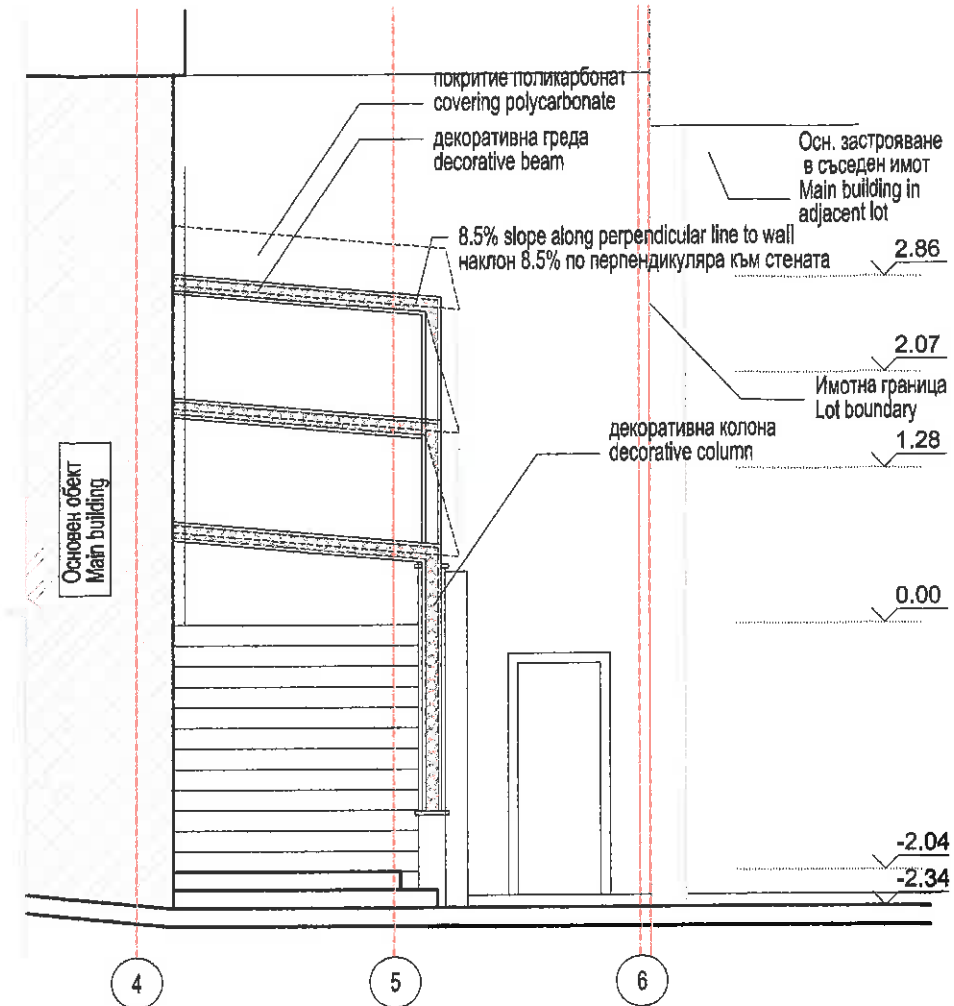 покритие поликарбонат
covering polycarbonate
декоративна греда
decorative beam
Осн. застрояване
в съседен имот
Main building in
adjacent lot
8.5% slope along perpendicular line to wall
наклон 8.5% по перпендикуляра към стената
2.86
2.07
Имотна граница
Lot boundary
декоративна колона
decorative column
1.28
Основен обект
Main building
0.00
-2.04
-2.34
4
5
6